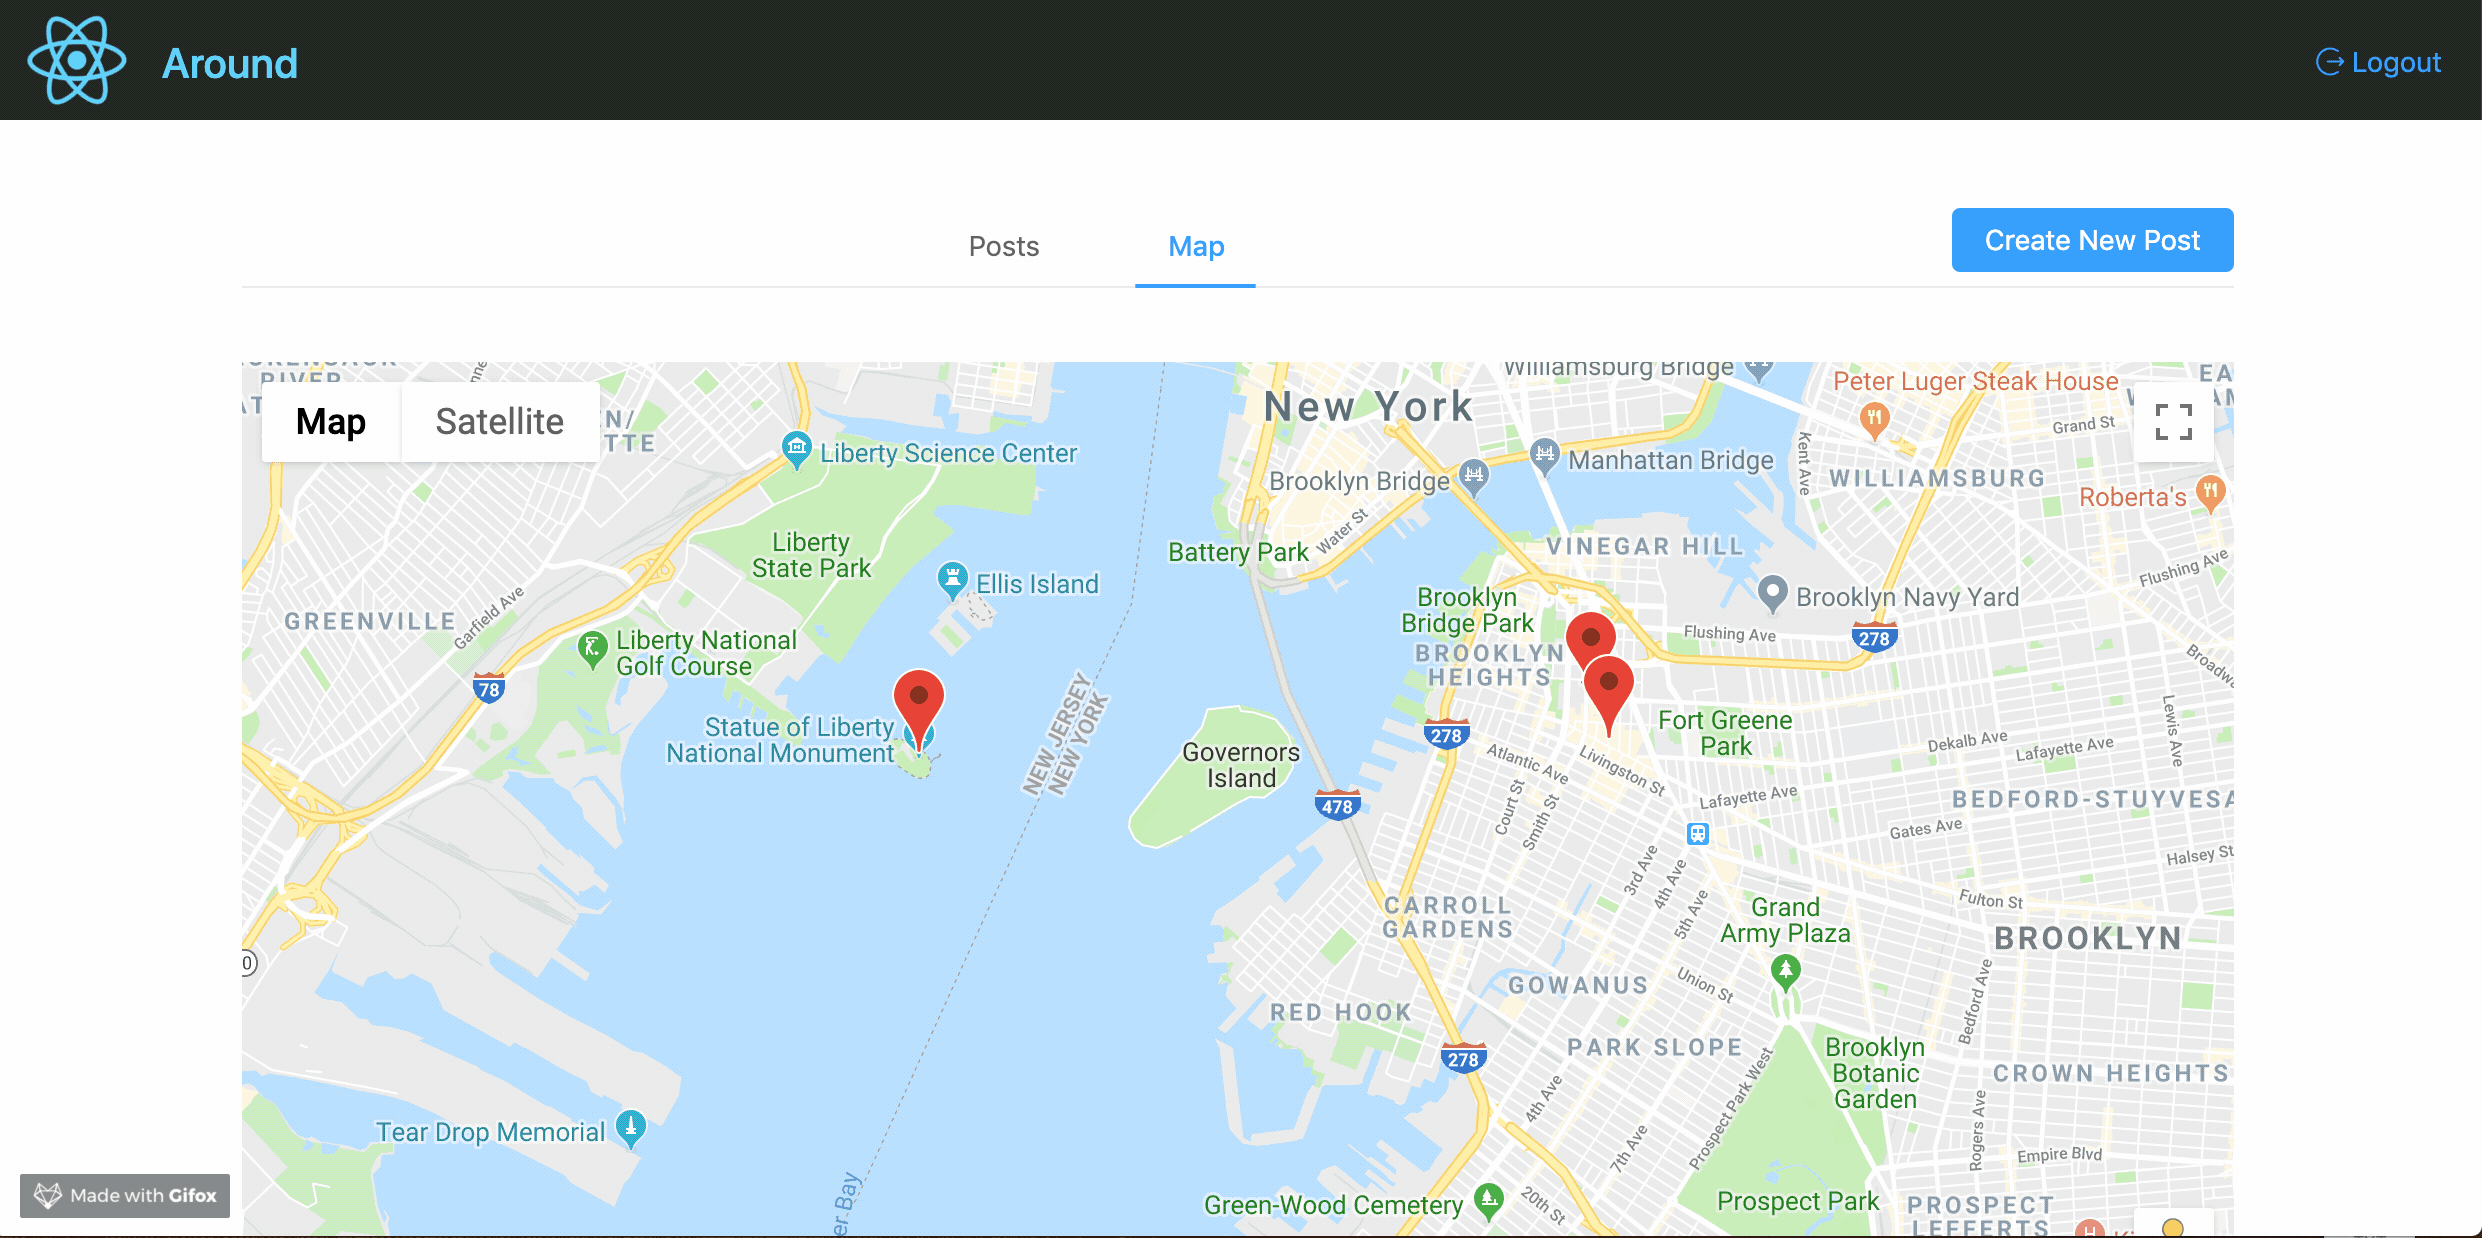 Around
Logout
Posts
Map
Create New Post
Map
Satellite
New York
Williamsburg Bridge
Peter Luger Steak House
Grand St
Kent Ave
Liberty Science Center
Brooklyn Bridge
Manhattan Bridge
WILLIAMSBURG
Roberta's
Liberty
State Park
Battery Park
Water St
VINEGAR HILL
Flushing Ave
Ellis Island
Brooklyn
Bridge Park
Brooklyn Navy Yard
GREENVILLE
Garfield Ave
Liberty National
Golf Course
BROOKLYN
HEIGHTS
Flushing Ave
278
78
Statue of Liberty
National Monument
NEW JERSEY
NEW YORK
Governors
Island
278
Fort Greene
Park
Lewis Ave
Dekalb Ave
Lafayette Ave
Atlantic Ave
Livingston St
478
Court St
Smith St
Lafayette Ave
BEDFORD-STUYVESA
Gates Ave
Halsey St
3rd Ave
4th Ave
5th Ave
CARROLL
GARDENS
Grand
Army Plaza
Fulton St
BROOKLYN
0
GOWANUS
Union St
Bedford Ave
RED HOOK
278
PARK SLOPE
Prospect Park West
Brooklyn
Botanic
Garden
CROWN HEIGHTS
4th Ave
Rogers Ave
Tear Drop Memorial
7th Ave
Empire Blvd
Made with Gifox
er Bay
Green-Wood Cemetery
20th St
Prospect Park
PROSPECT
LEFFERTS
H